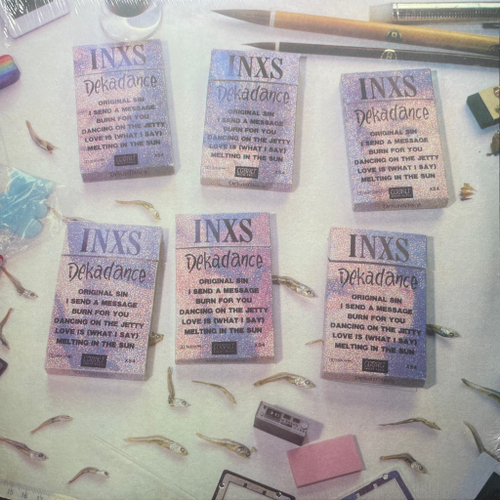 INXS
Dekadance
ORIGINAL SIN
I SEND A MESSAGE
BURN FOR YOU
DANCING ON THE JETTY
LOVE IS (WHAT I SAY)
MELTING IN THE SUN
INXS
Dekadance
ORIGINAL SIN
I SEND A MESSAGE
BURN FOR YOU
DANCING ON THE JETTY
LOVE IS (WHAT I SAY)
MELTING IN THE SUN
INXS
Dekadance
ORIGINAL SIN
I SEND A MESSAGE
BURN FOR YOU
DANCING ON THE JETTY
LOVE IS (WHAT I SAY)
MELTING IN THE SUN
INXS
Dekadance
ORIGINAL SIN
I SEND A MESSAGE
BURN FOR YOU
DANCING ON THE JETTY
LOVE IS (WHAT I SAY)
MELTING IN THE SUN
INXS
Dekadance
ORIGINAL SIN
I SEND A MESSAGE
BURN FOR YOU
DANCING ON THE JETTY
LOVE IS (WHAT I SAY)
MELTING IN THE SUN
INXS
Dekadance
ORIGINAL SIN
I SEND A MESSAGE
BURN FOR YOU
DANCING ON THE JETTY
LOVE IS (WHAT I SAY)
MELTING IN THE SUN